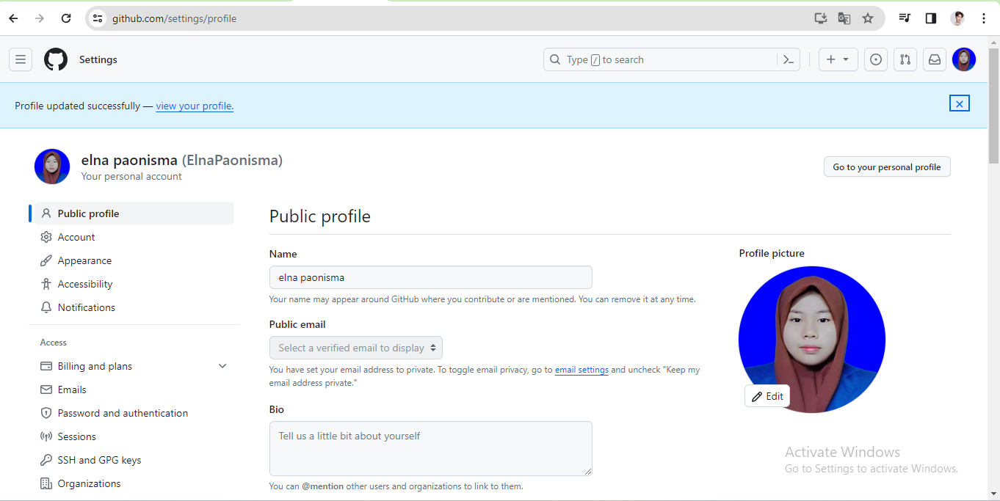 github.com/settings/profile
Settings
Type / to search
Profile updated successfully — view your profile.
elna paonisma (ElnaPaonisma)
Your personal account
Go to your personal profile
Public profile
Account
Appearance
Accessibility
Notifications
Access
Billing and plans
Emails
Password and authentication
Sessions
SSH and GPG keys
Organizations
Public profile
Name
elna paonisma
Your name may appear around GitHub where you contribute or are mentioned. You can remove it at any time.
Public email
Select a verified email to display
You have set your email address to private. To toggle email privacy, go to email settings and uncheck "Keep my
email address private."
Bio
Tell us a little bit about yourself
You can @mention other users and organizations to link to them.
Profile picture
Edit
Activate Windows
Go to Settings to activate Windows.